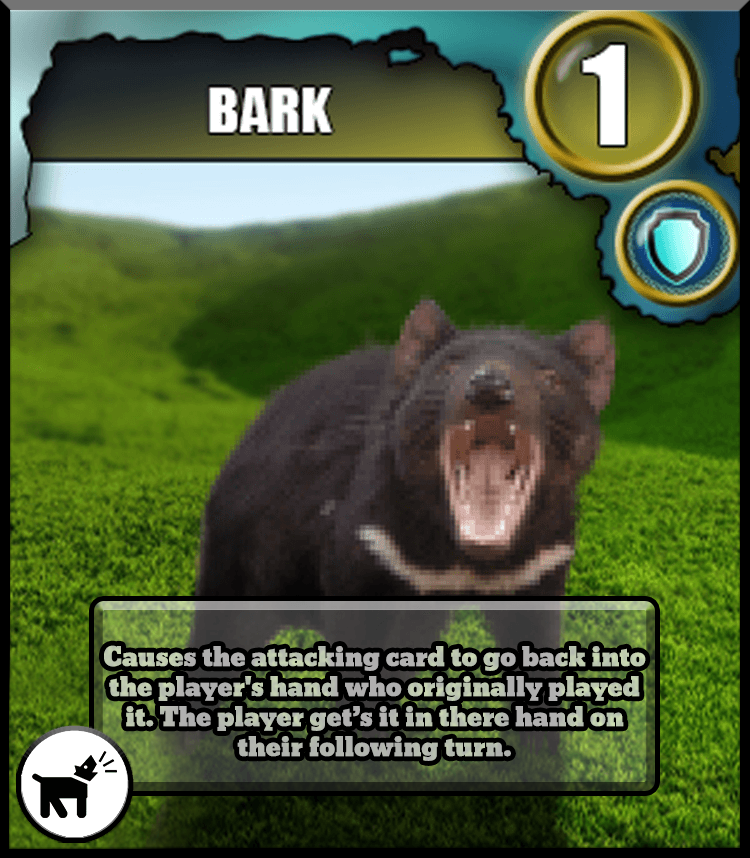 BARK
1
Causes the attacking card to go back into
the player's hand who originally played
it. The player get’s it in there hand on
their following turn.